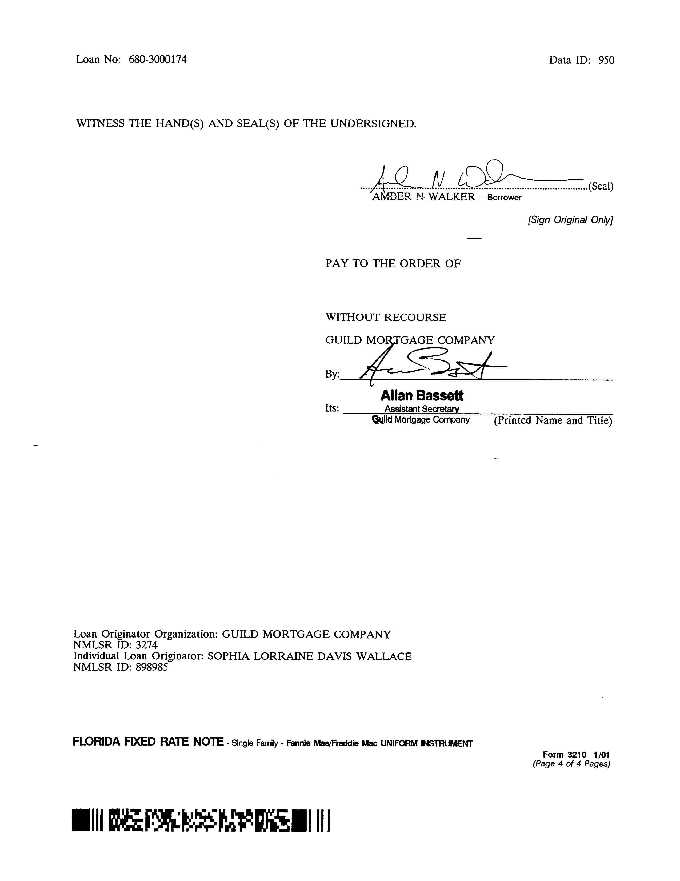 Loan No: 680-3000174 Data ID: 950
WITNESS THE HAND(S) AND SEAL(S) OF THE UNDERSIGNED.
(Seal)
AMBER N WALKER Borrower
[Sign Original Only]
PAY TO THE ORDER OF
WITHOUT RECOURSE
GUILD MORTGAGE COMPANY
By:
Allan Bassett
Its: Assistant Secretary
Guild Mortgage Company (Printed Name and Title)
Loan Originator Organization: GUILD MORTGAGE COMPANY
NMLSR ID: 3274
Individual Loan Originator: SOPHIA LORRAINE DAVIS WALLACE
NMLSR ID: 898985
FLORIDA FIXED RATE NOTE - Single Family - Fannie Mae/Freddie Mac UNIFORM INSTRUMENT
Form 3210 1/01
(Page 4 of 4 Pages)